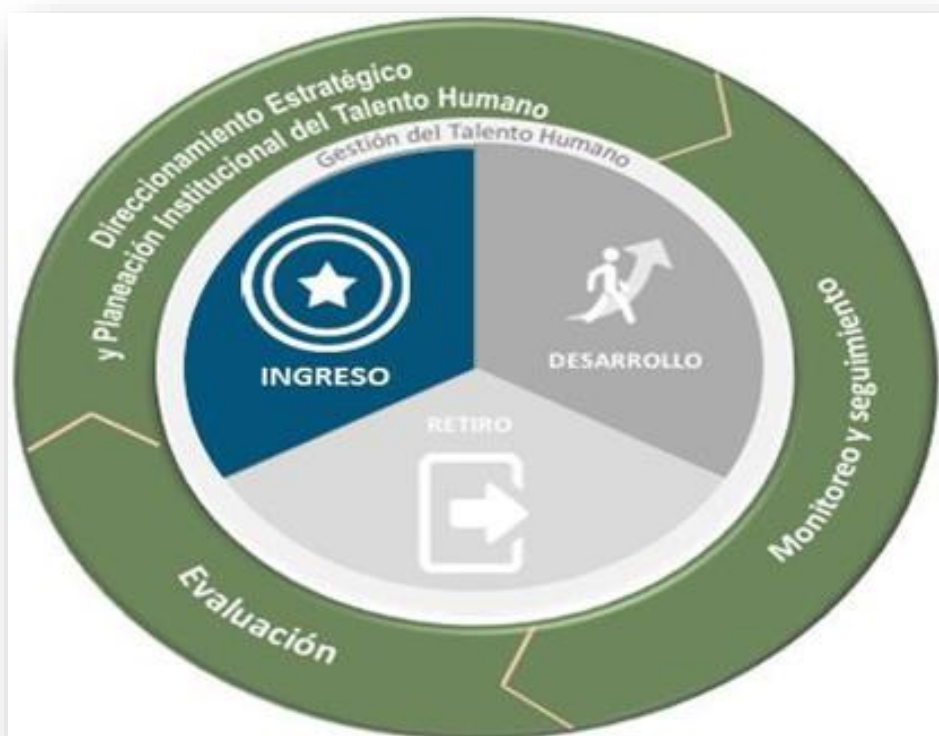 Direccionamiento Estratégico
y Planeación Institucional del Talento Humano
Gestión del Talento Humano
INGRESO
DESARROLLO
RETIRO
Monitoreo y seguimiento
Evaluación